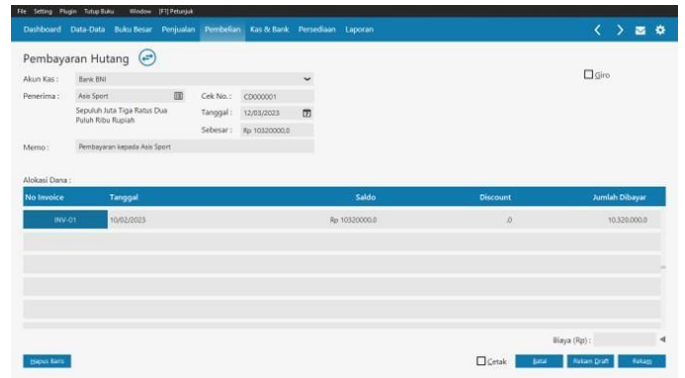 File Setting Plugin Tutup Buku Window [F1] Petunjuk
Dashboard Data-Data Buku Besar Penjualan Pembelian Kas & Bank Persediaan Laporan
Pembayaran Hutang
Akun Kas : Bank BNI
Giro
Penerima : Asia Sport Cek No. : CD000001
Sepuluh Juta Tiga Ratus Dua
Puluh Ribu Rupiah
Tanggal : 12/03/2023
Sebesar : Rp 10320000.0
Memo : Pembayaran kepada Asia Sport
Alokasi Dana :
No Invoice Tanggal Saldo Discount Jumlah Dibayar
INV-01 10/02/2023 Rp 10320000.0 .0 10.320.000.0
Biaya (Rp) :
Hapus Baris Cetak Batal Rekam Draft Rekam